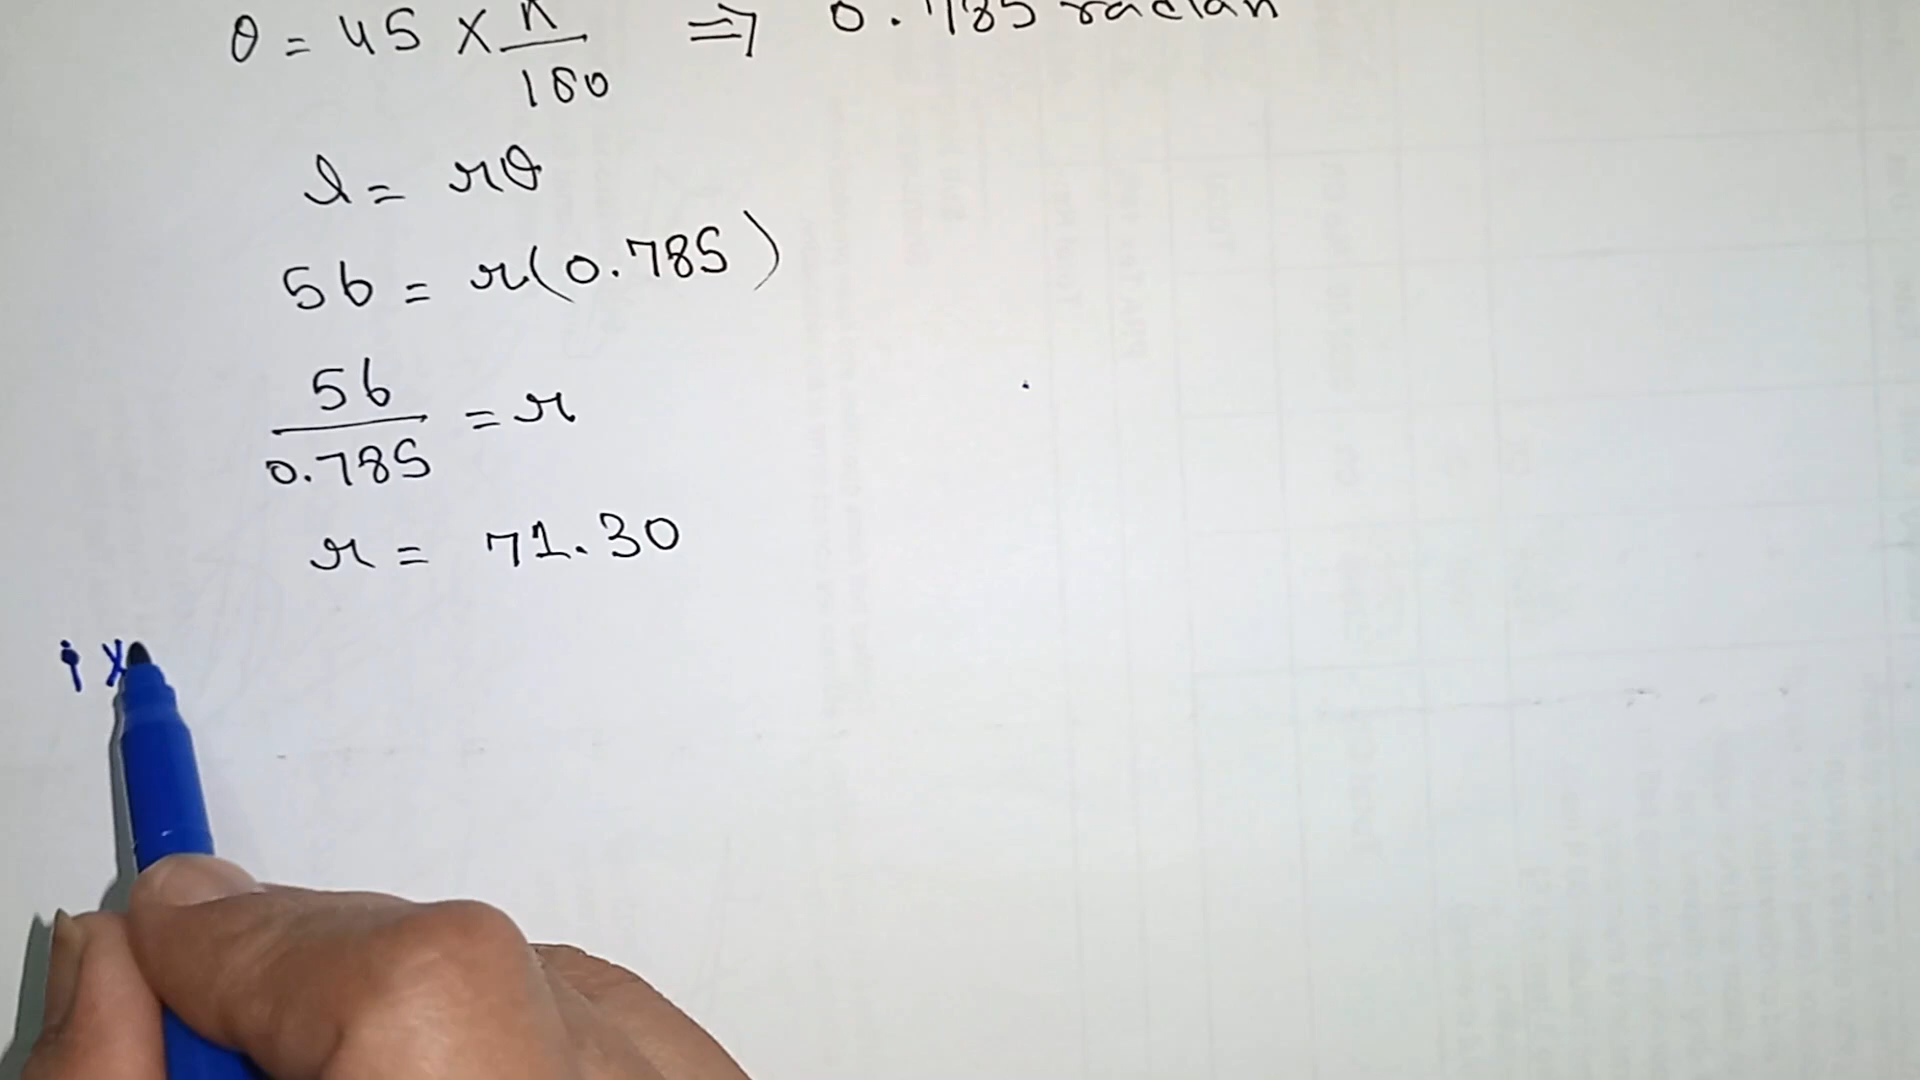 θ = 45 × π/180 ⇒ 0.785 radian
l = rθ
56 = r(0.785)
56/0.785 = r
r = 71.30